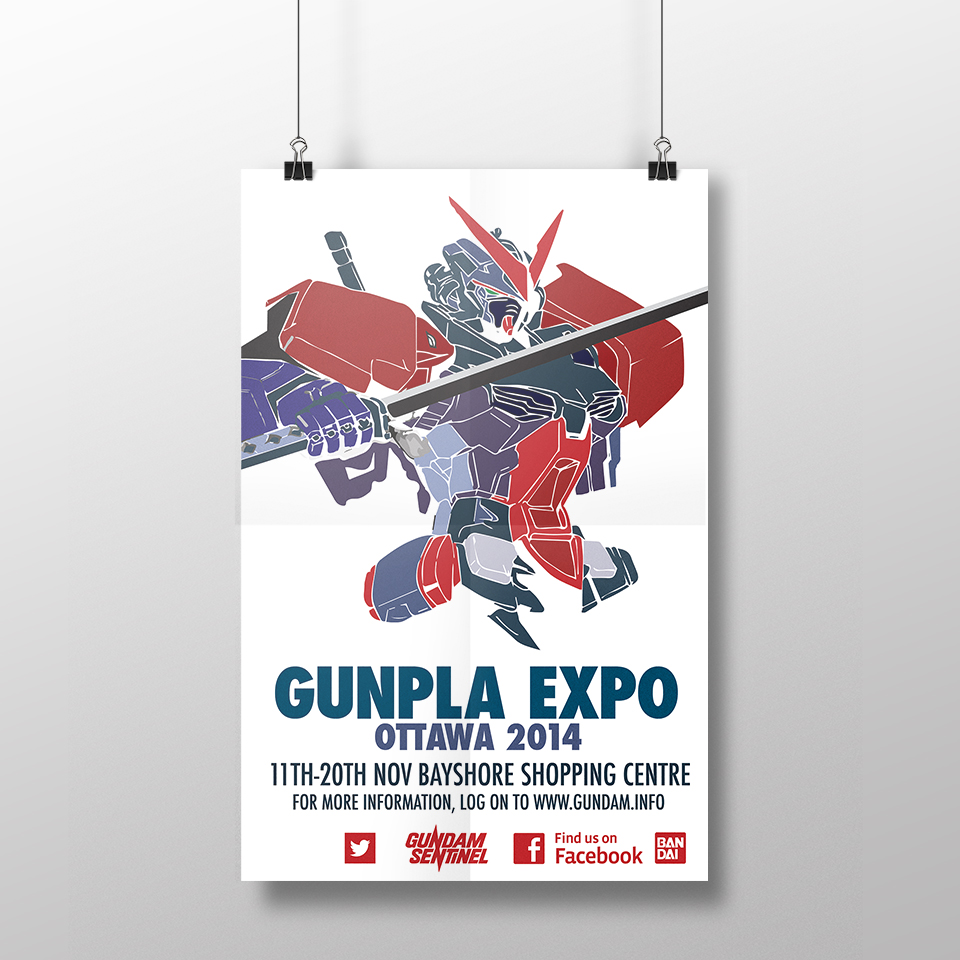 GUNPLA EXPO
OTTAWA 2014
11TH-20TH NOV BAYSHORE SHOPPING CENTRE
FOR MORE INFORMATION, LOG ON TO WWW.GUNDAM.INFO
GUNDAM
SENTINEL
f Find us on
Facebook
BAN
DAI